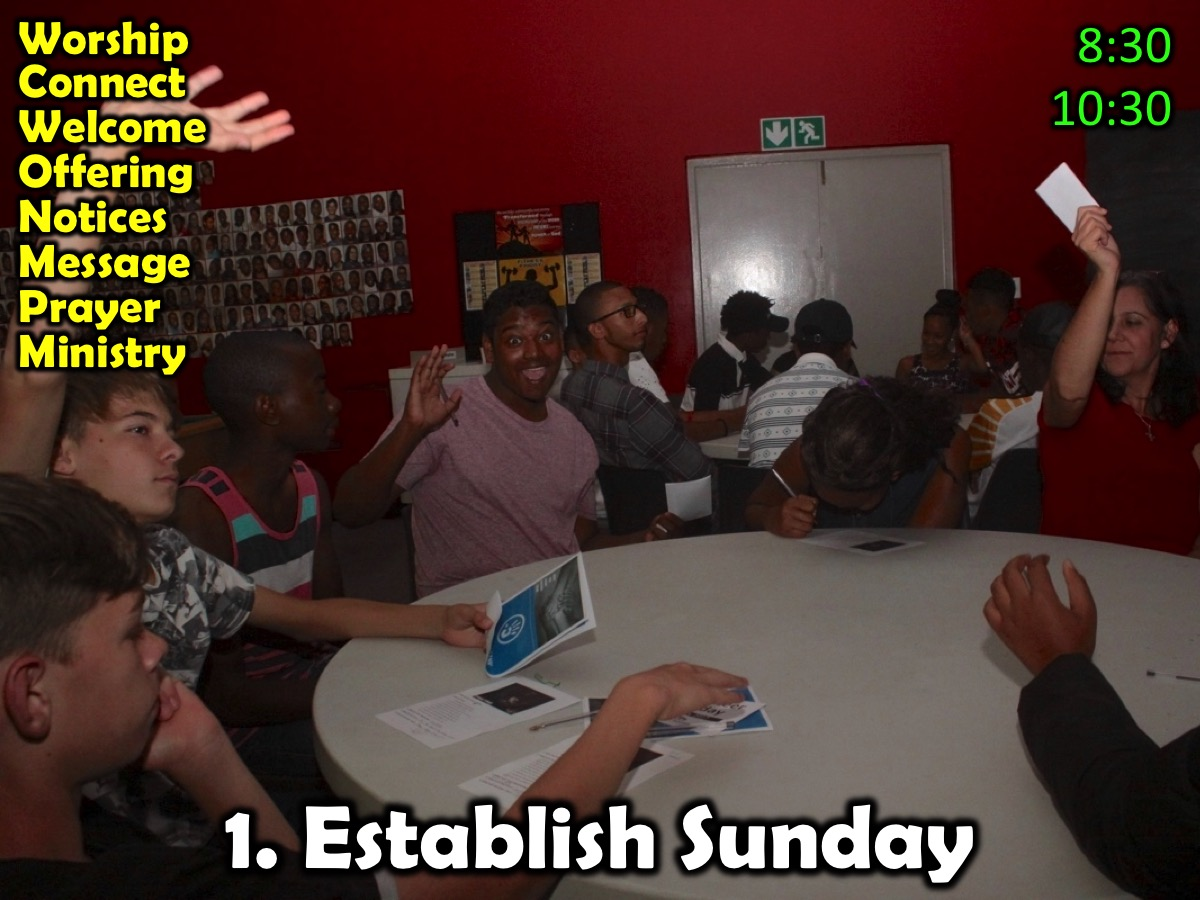 Worship
Connect
Welcome
Offering
Notices
Message
Prayer
Ministry
8:30
10:30
1. Establish Sunday